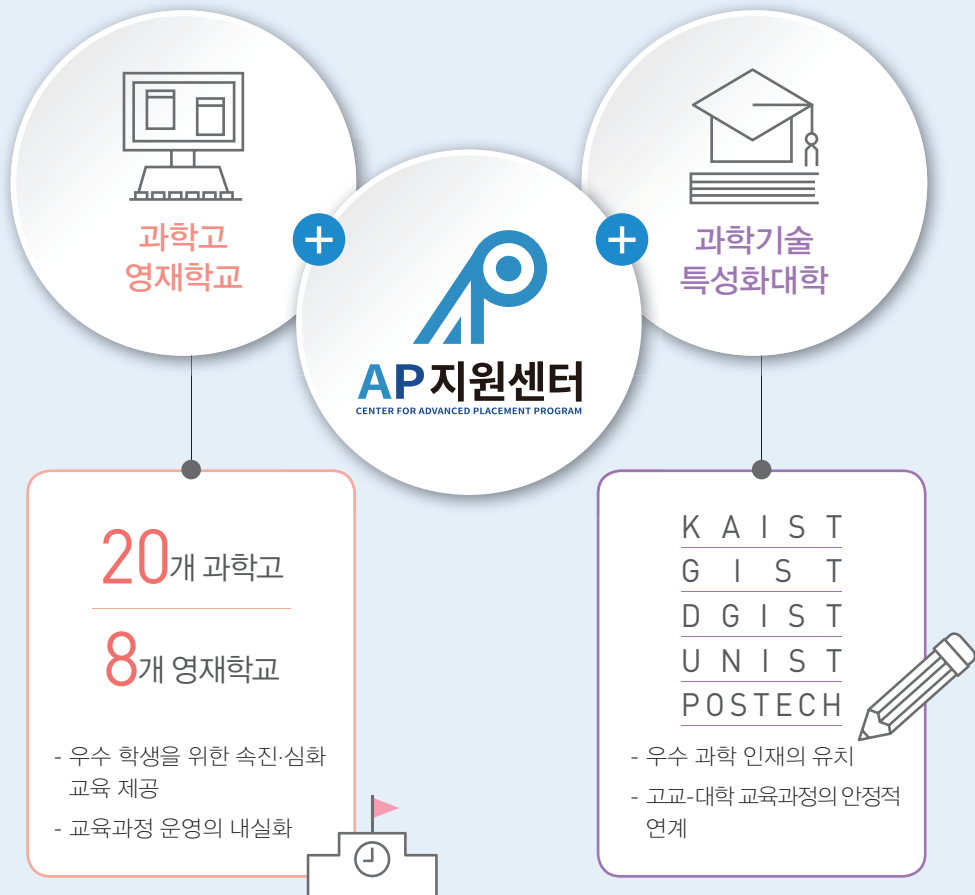 과학고
영재학교
+
AP지원센터
CENTER FOR ADVANCED PLACEMENT PROGRAM
+
과학기술
특성화대학
20개 과학고
8개 영재학교
- 우수 학생을 위한 속진·심화
교육 제공
- 교육과정 운영의 내실화
KAIST
GIST
DGIST
UNIST
POSTECH
- 우수 과학 인재의 유치
- 고교-대학 교육과정의 안정적
연계